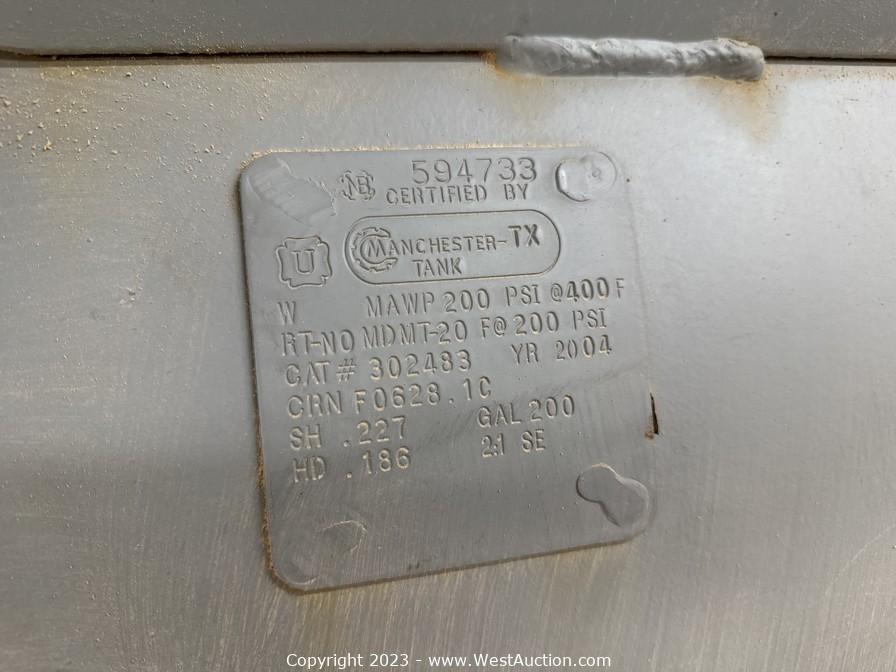 NB 594733
CERTIFIED BY
U MANCHESTER-TX
TANK
W MAWP 200 PSI @400F
RT-NO MDMT-20 F@ 200 PSI
CAT# 302483 YR 2004
CRN F0628.1C
SH .227 GAL 200
HD .186 2:1 SE
Copyright © 2023 - www.WestAuction.com